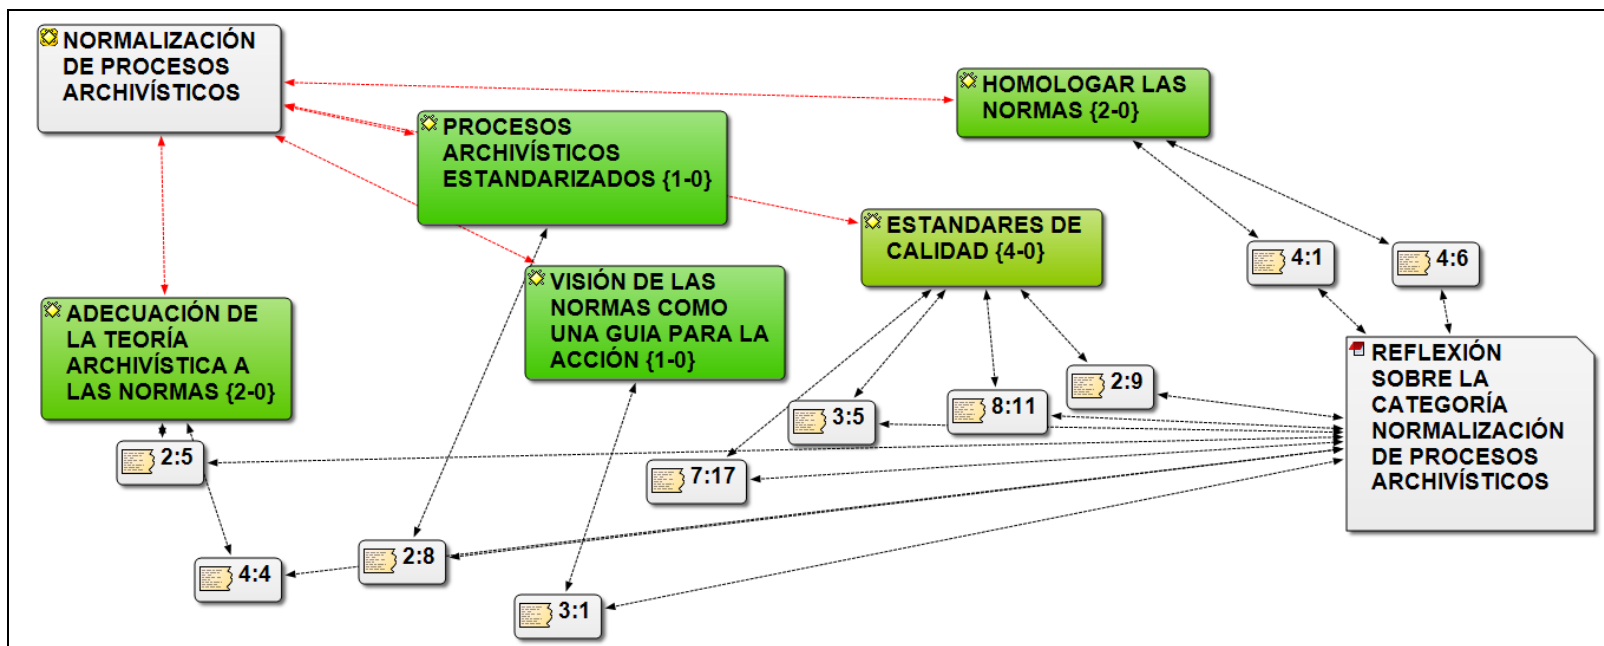 NORMALIZACIÓN
DE PROCESOS
ARCHIVÍSTICOS
HOMOLOGAR LAS
NORMAS {2-0}
PROCESOS
ARCHIVÍSTICOS
ESTANDARIZADOS {1-0}
ESTANDARES DE
CALIDAD {4-0}
4:1
4:6
VISIÓN DE LAS
NORMAS COMO
UNA GUIA PARA LA
ACCIÓN {1-0}
ADECUACIÓN DE
LA TEORÍA
ARCHIVÍSTICA A
LAS NORMAS {2-0}
REFLEXIÓN
SOBRE LA
CATEGORÍA
NORMALIZACIÓN
DE PROCESOS
ARCHIVÍSTICOS
2:9
8:11
3:5
2:5
7:17
2:8
4:4
3:1